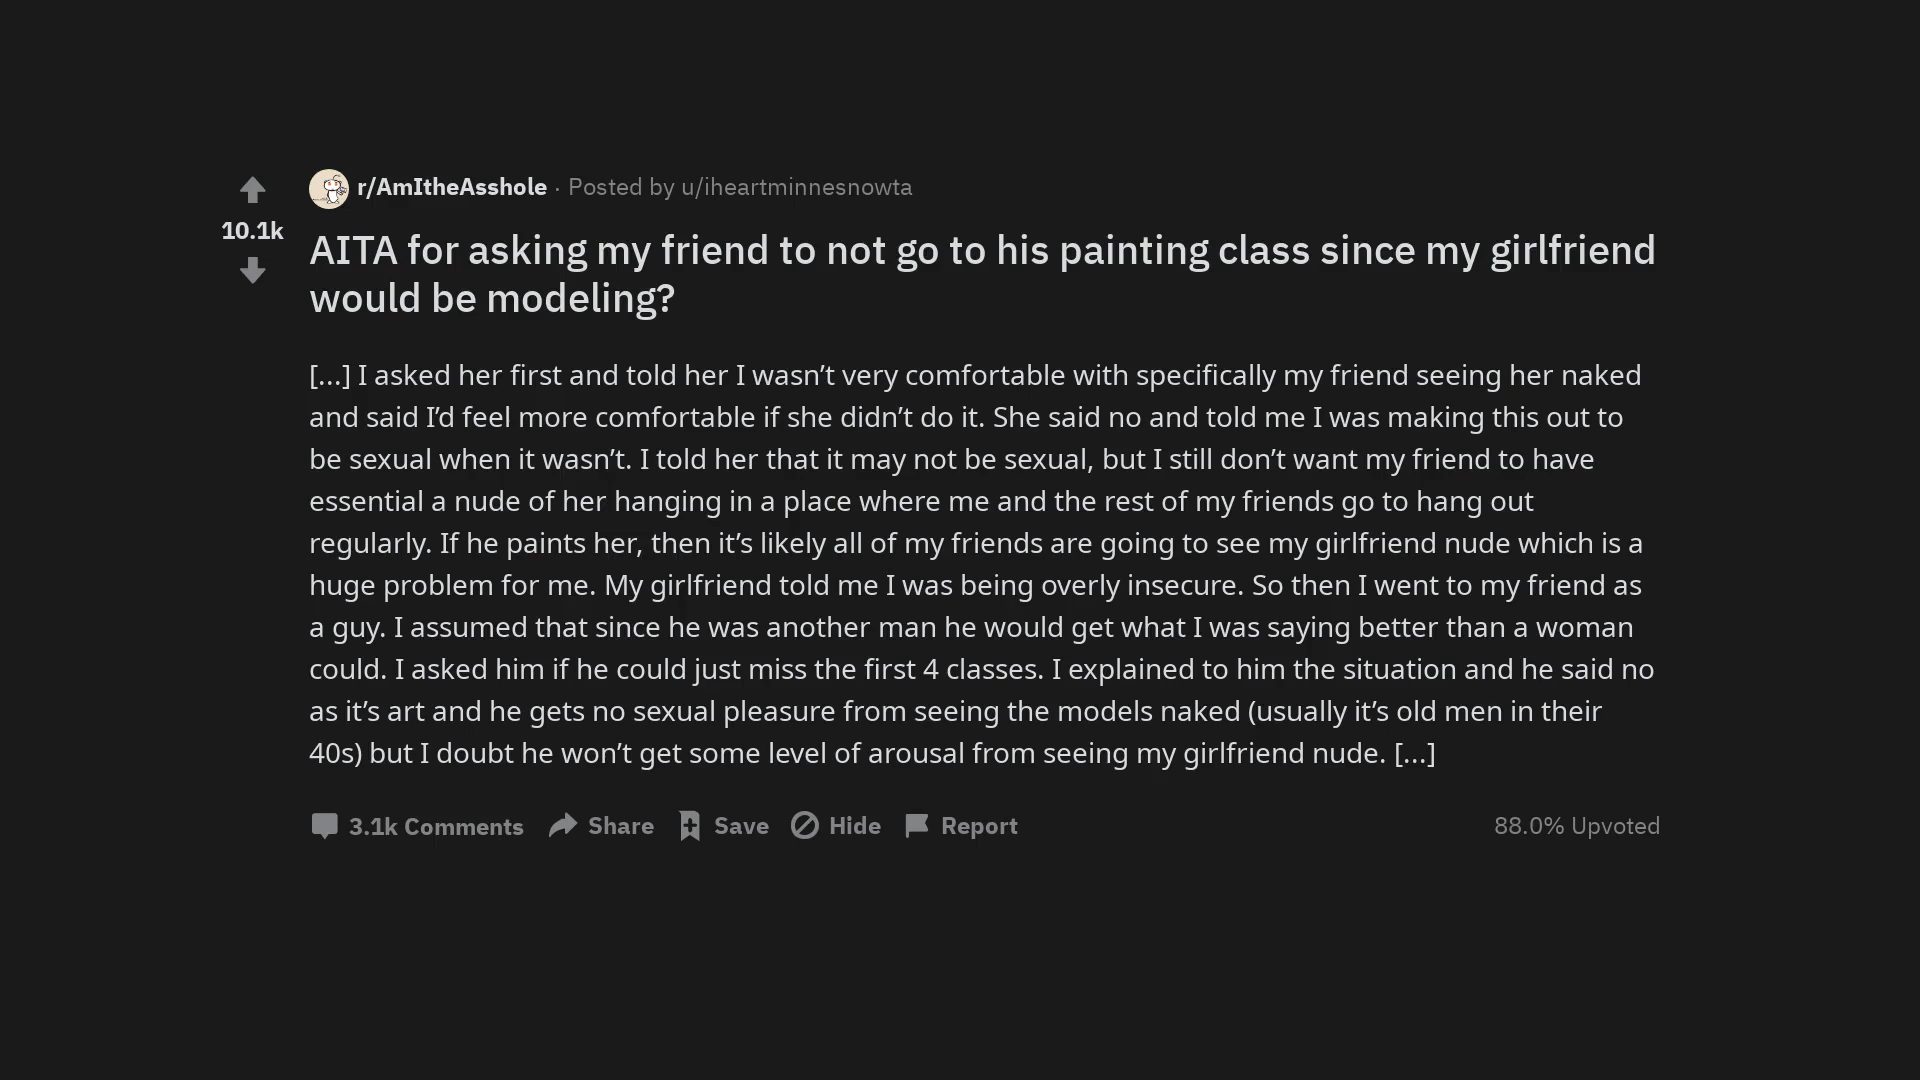 r/AmItheAsshole · Posted by u/iheartminnesnowta
10.1k
AITA for asking my friend to not go to his painting class since my girlfriend
would be modeling?
[...] I asked her first and told her I wasn’t very comfortable with specifically my friend seeing her naked
and said I’d feel more comfortable if she didn’t do it. She said no and told me I was making this out to
be sexual when it wasn’t. I told her that it may not be sexual, but I still don’t want my friend to have
essential a nude of her hanging in a place where me and the rest of my friends go to hang out
regularly. If he paints her, then it’s likely all of my friends are going to see my girlfriend nude which is a
huge problem for me. My girlfriend told me I was being overly insecure. So then I went to my friend as
a guy. I assumed that since he was another man he would get what I was saying better than a woman
could. I asked him if he could just miss the first 4 classes. I explained to him the situation and he said no
as it’s art and he gets no sexual pleasure from seeing the models naked (usually it’s old men in their
40s) but I doubt he won’t get some level of arousal from seeing my girlfriend nude. [...]
3.1k Comments Share Save Hide Report 88.0% Upvoted